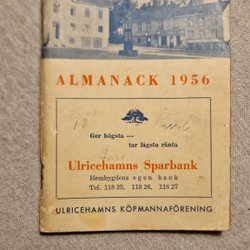 ALMANACK 1956
Ger högsta —
tar lägsta ränta
Ulricehamns Sparbank
Hembygdens egen bank
Tel. 118 25, 118 26, 118 27
ULRICEHAMNS KÖPMANNAFÖRENING